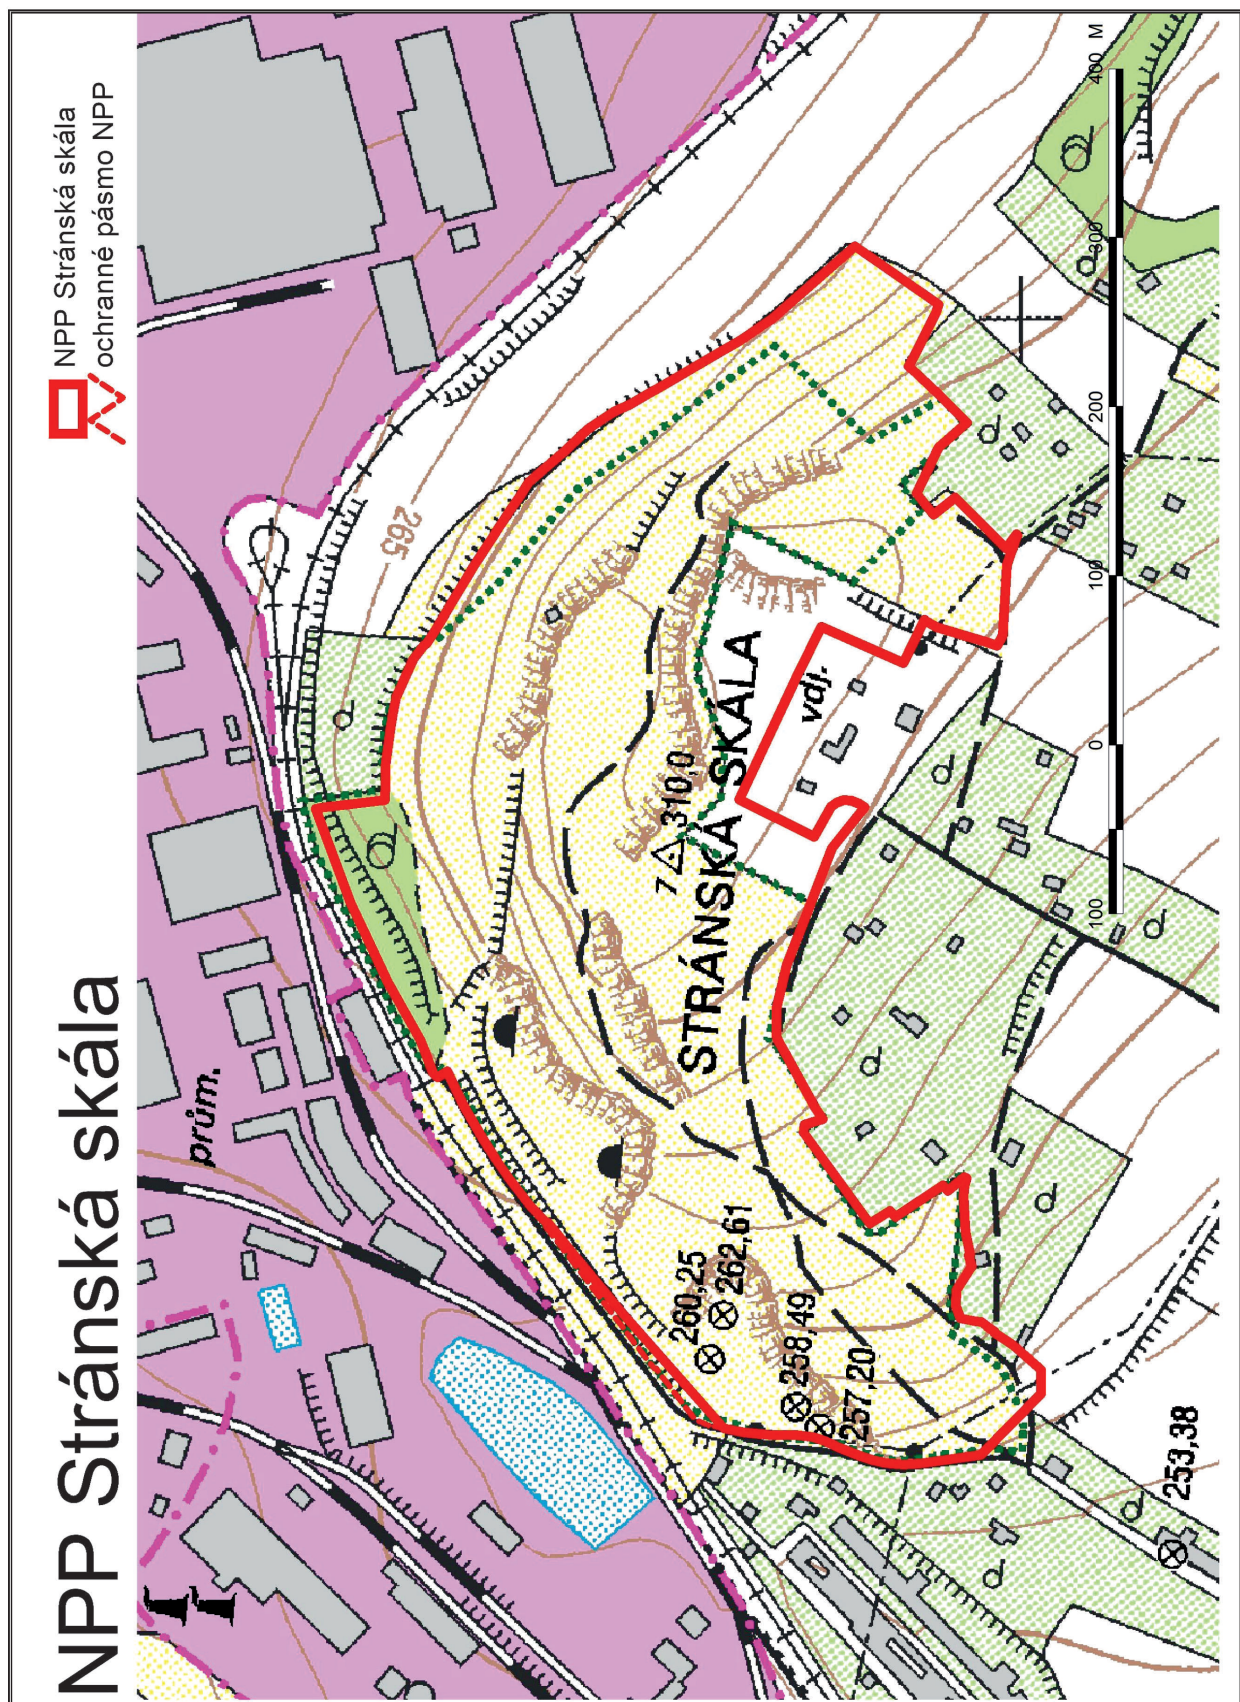 NPP Stránská skála
NPP Stránská skála
ochranné pásmo NPP
prům.
265
7 310,0
STRÁNSKÁ SKÁLA
vdj.
260,25
262,61
258,49
257,20
253,38
100 0 100 200 300 400 M